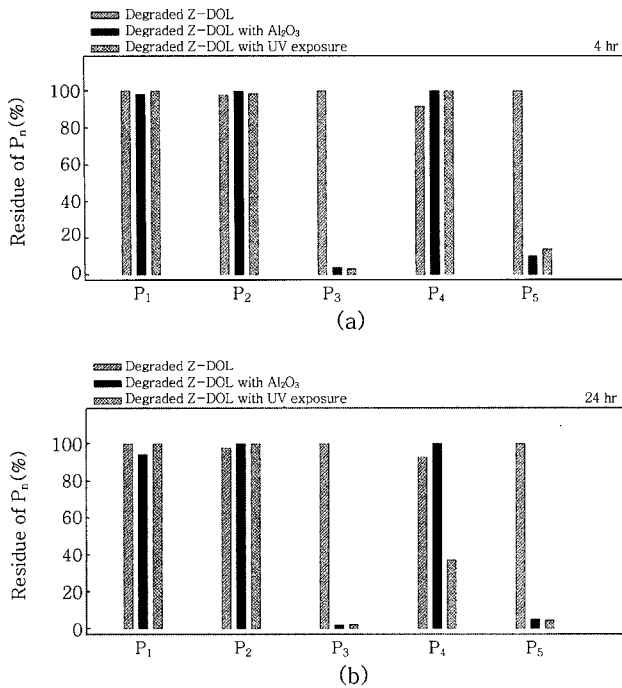 Degraded Z-DOL
Degraded Z-DOL with Al₂O₃
Degraded Z-DOL with UV exposure
4 hr
Residue of Pₙ(%)
100
80
60
40
20
0
P₁ P₂ P₃ P₄ P₅
(a)
Degraded Z-DOL
Degraded Z-DOL with Al₂O₃
Degraded Z-DOL with UV exposure
24 hr
Residue of Pₙ(%)
100
80
60
40
20
0
P₁ P₂ P₃ P₄ P₅
(b)